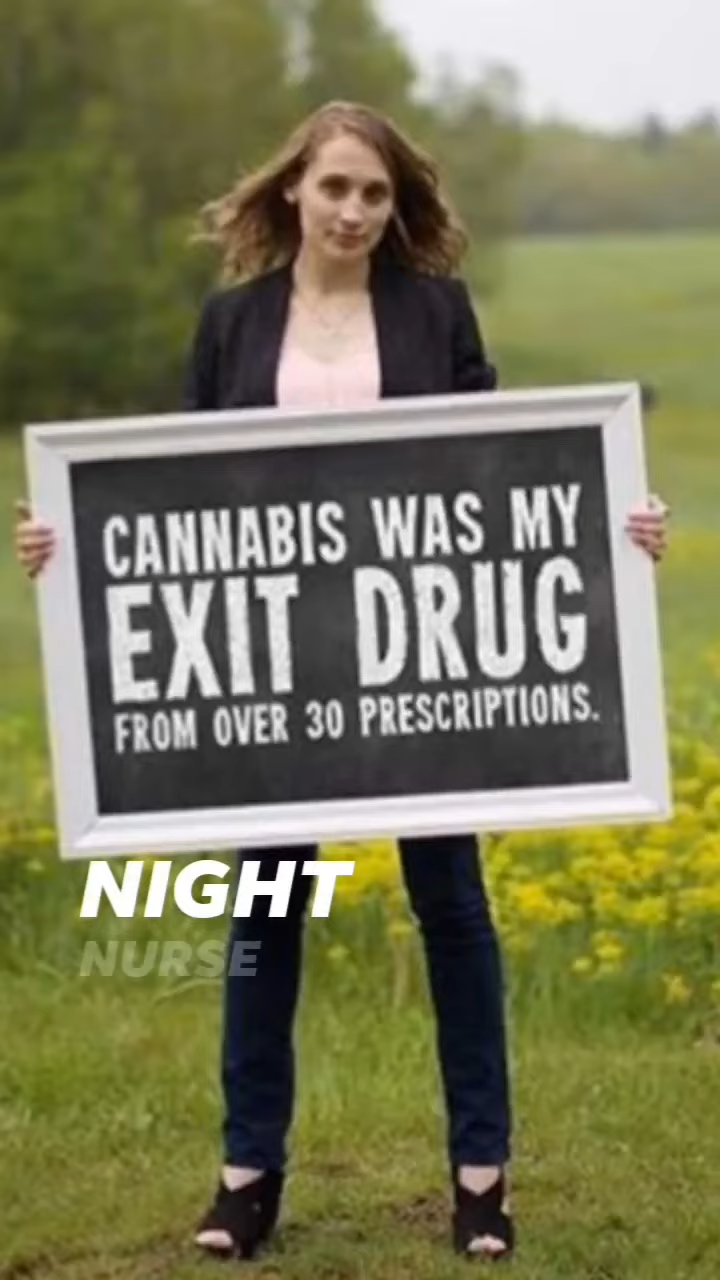 CANNABIS WAS MY
EXIT DRUG
FROM OVER 30 PRESCRIPTIONS.
NIGHT
NURSE